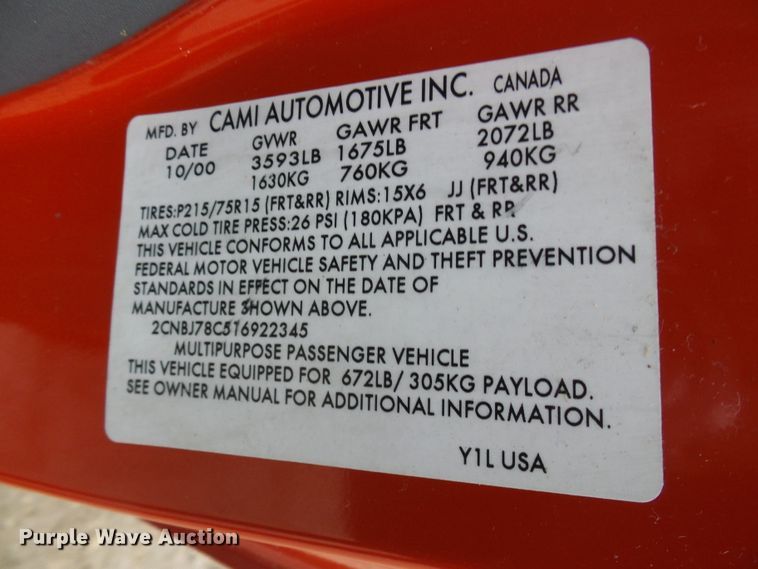 MFD. BY CAMI AUTOMOTIVE INC. CANADA
DATE GVWR GAWR FRT GAWR RR
10/00 3593LB 1675LB 2072LB
1630KG 760KG 940KG
TIRES:P215/75R15 (FRT&RR) RIMS:15X6 JJ (FRT&RR)
MAX COLD TIRE PRESS:26 PSI (180KPA) FRT & RR
THIS VEHICLE CONFORMS TO ALL APPLICABLE U.S.
FEDERAL MOTOR VEHICLE SAFETY AND THEFT PREVENTION
STANDARDS IN EFFECT ON THE DATE OF
MANUFACTURE SHOWN ABOVE.
2CNBJ78C516922345
MULTIPURPOSE PASSENGER VEHICLE
THIS VEHICLE EQUIPPED FOR 672LB/ 305KG PAYLOAD.
SEE OWNER MANUAL FOR ADDITIONAL INFORMATION.
Y1L USA
Purple Wave Auction